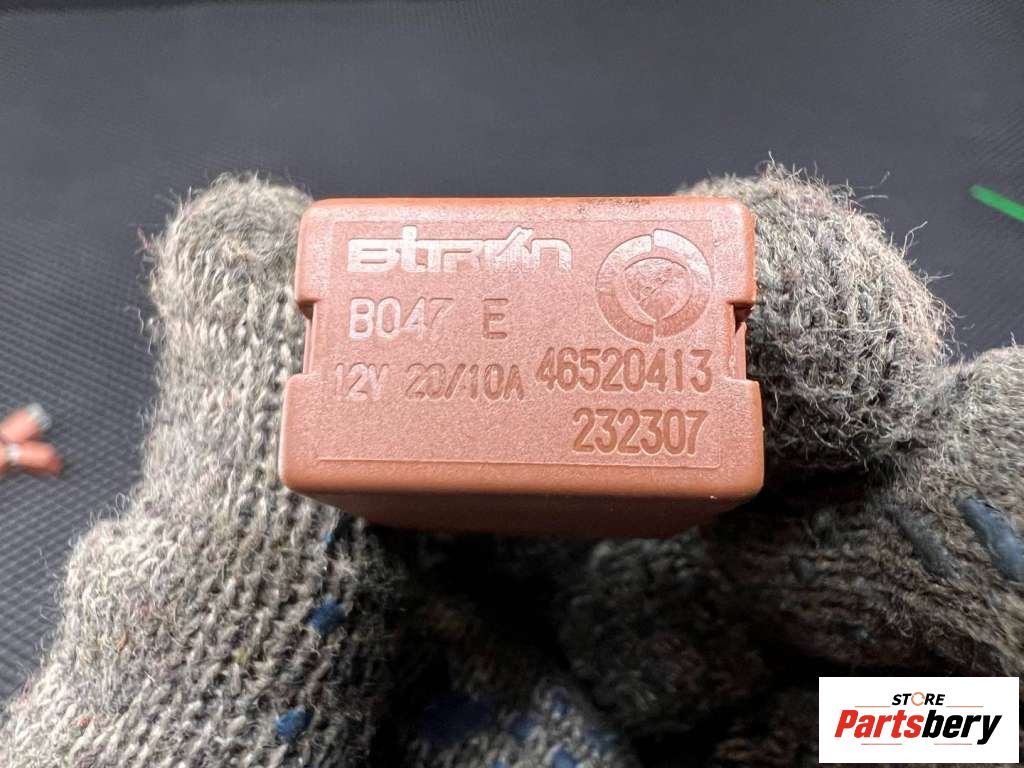 Bitron
B047 E
12V 20/10A 46520413
232307
STORE
Partsbery